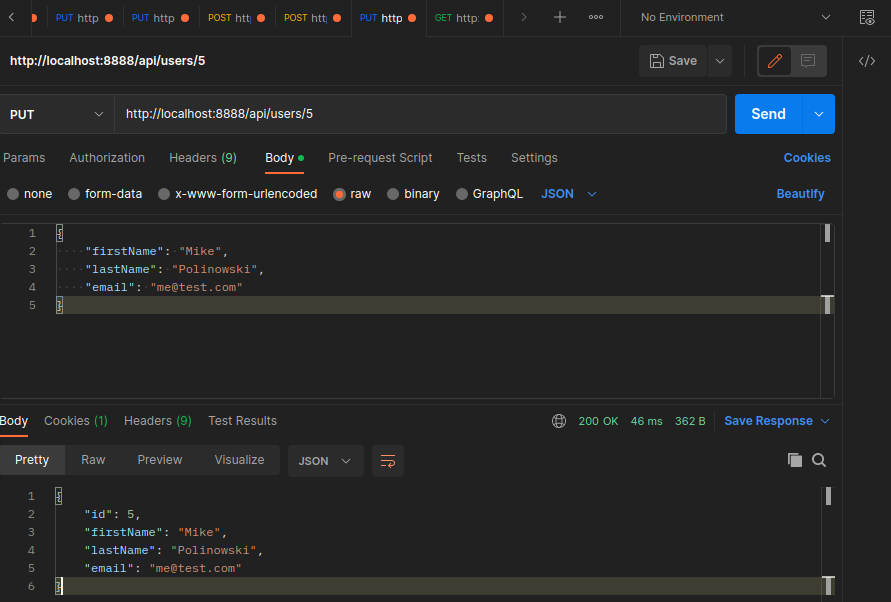 PUT http PUT http POST htt POST htt PUT http GET http: No Environment
http://localhost:8888/api/users/5 Save
PUT http://localhost:8888/api/users/5 Send
Params Authorization Headers (9) Body Pre-request Script Tests Settings Cookies
none form-data x-www-form-urlencoded raw binary GraphQL JSON Beautify
1 {
2 "firstName": "Mike",
3 "lastName": "Polinowski",
4 "email": "me@test.com"
5 }
Body Cookies (1) Headers (9) Test Results 200 OK 46 ms 362 B Save Response
Pretty Raw Preview Visualize JSON
1 {
2 "id": 5,
3 "firstName": "Mike",
4 "lastName": "Polinowski",
5 "email": "me@test.com"
6 }